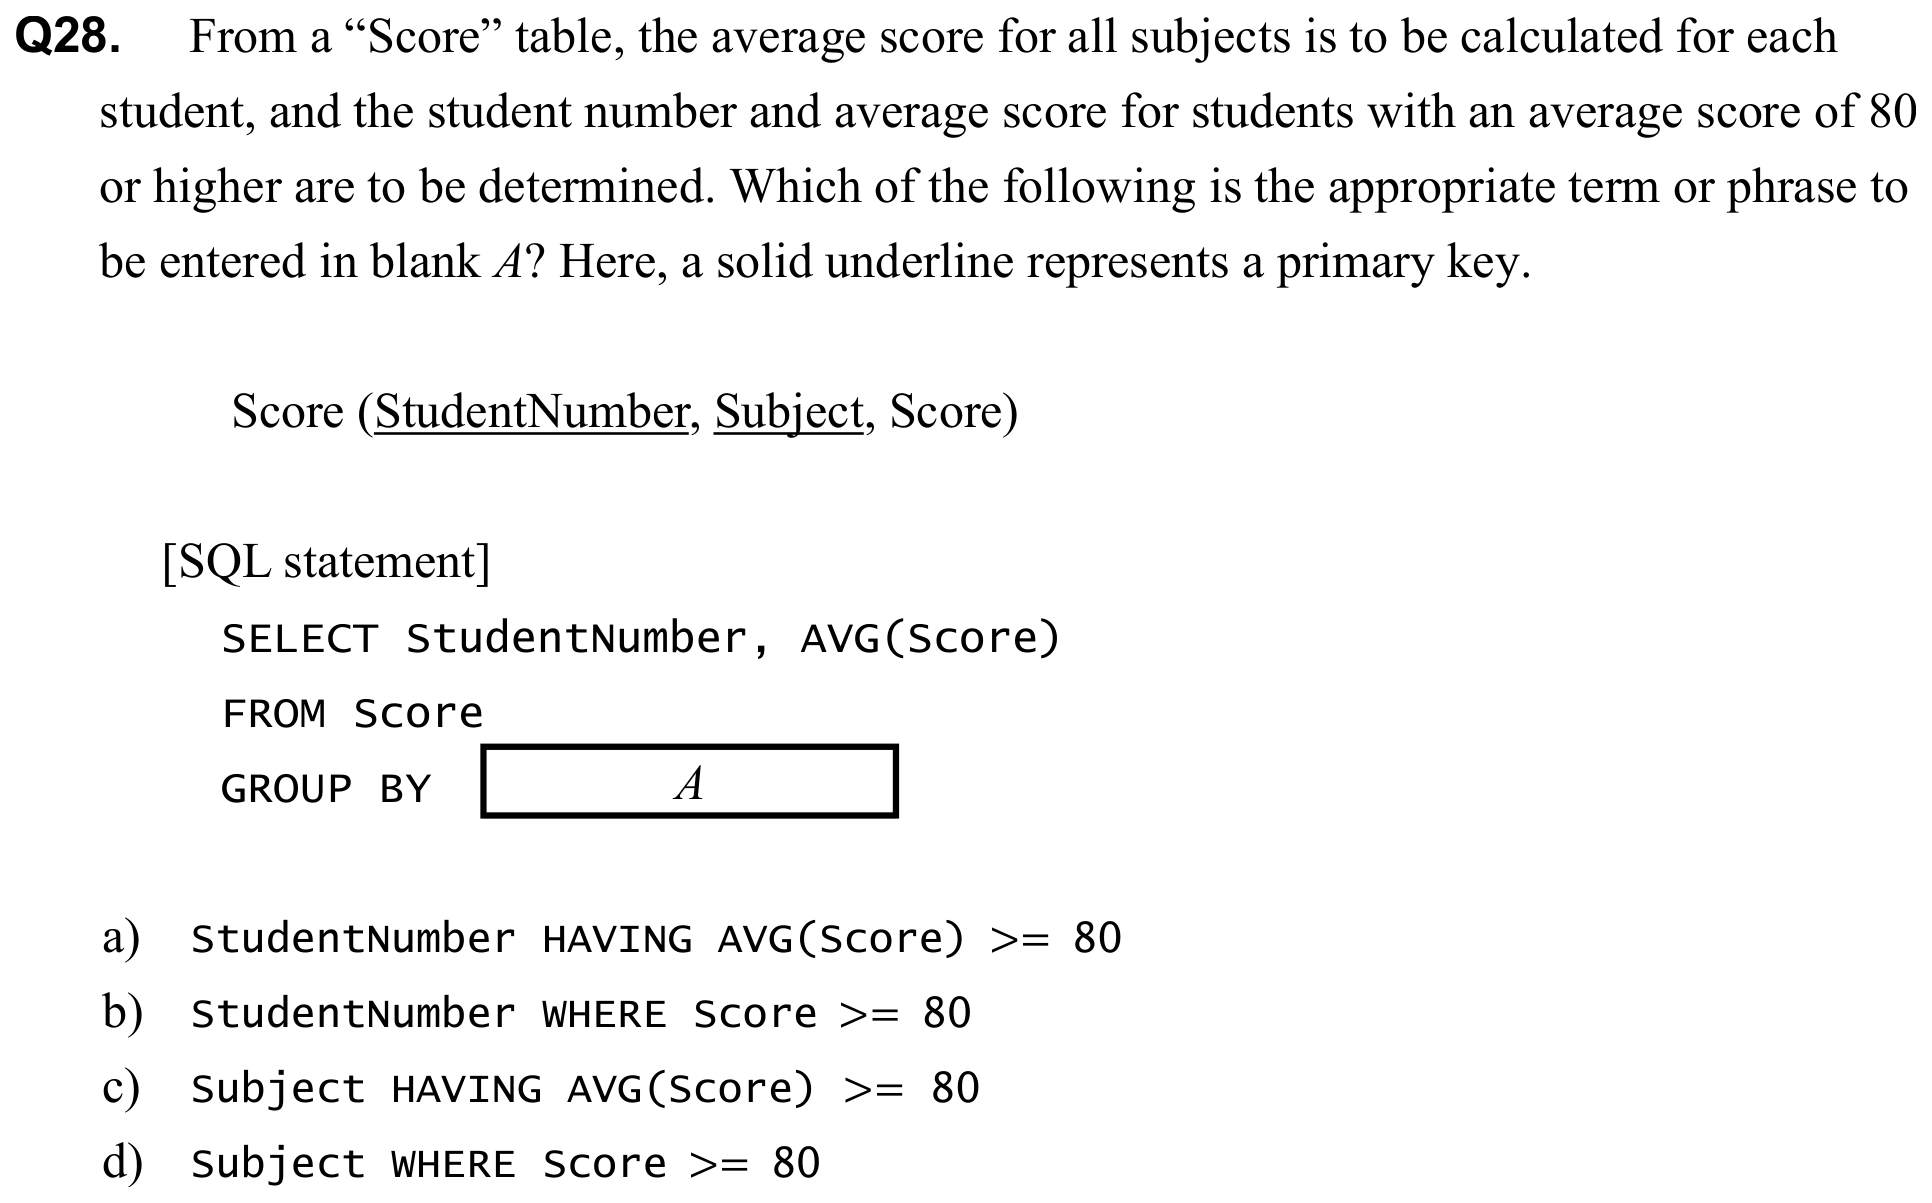 Q28. From a “Score” table, the average score for all subjects is to be calculated for each
student, and the student number and average score for students with an average score of 80
or higher are to be determined. Which of the following is the appropriate term or phrase to
be entered in blank A? Here, a solid underline represents a primary key.
Score (StudentNumber, Subject, Score)
[SQL statement]
SELECT StudentNumber, AVG(Score)
FROM Score
GROUP BY A
a) StudentNumber HAVING AVG(Score) >= 80
b) StudentNumber WHERE Score >= 80
c) Subject HAVING AVG(Score) >= 80
d) Subject WHERE Score >= 80